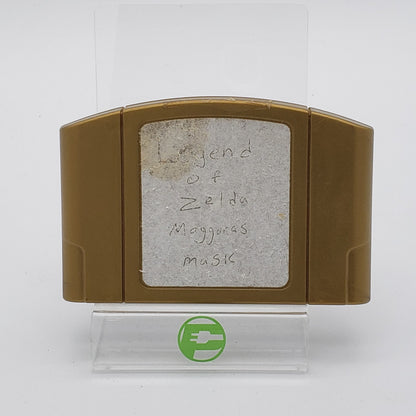 Legend
of
Zelda
Maggoras
Mask